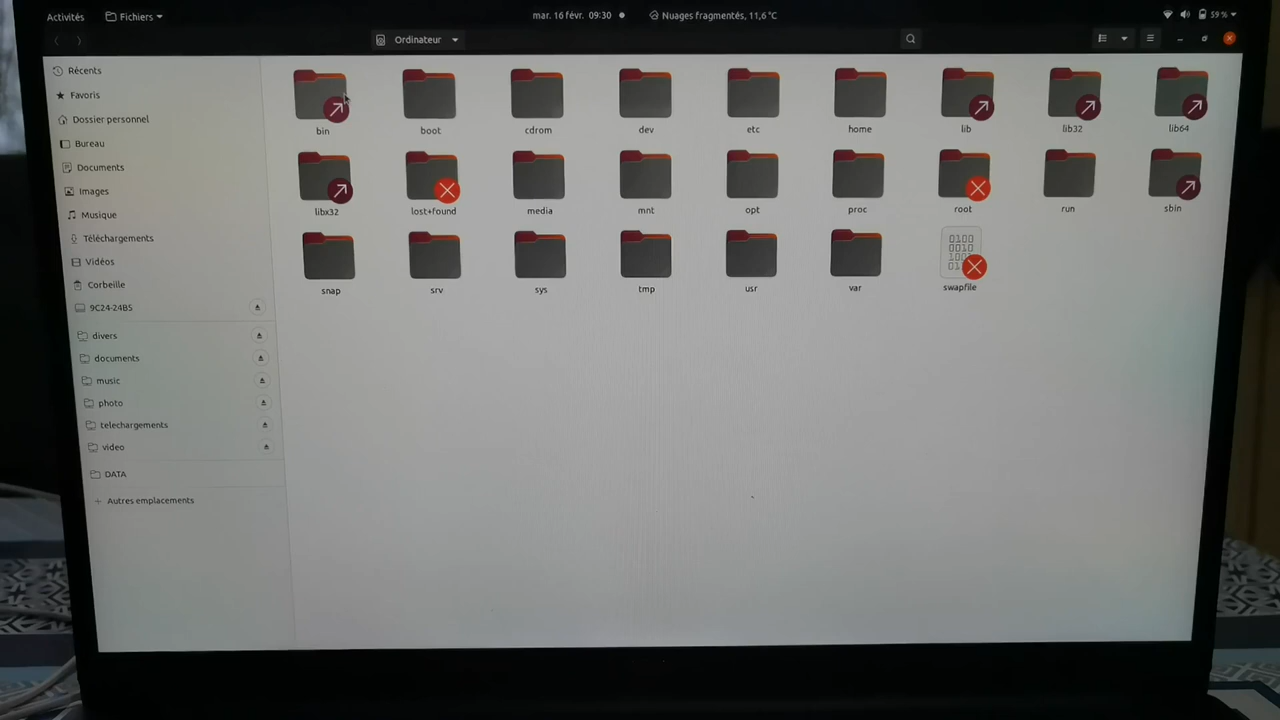 Activités Fichiers mar. 16 févr. 09:30 Nuages fragmentés, 11,6 °C 59 %
Ordinateur
Récents
Favoris
Dossier personnel
Bureau
Documents
Images
Musique
Téléchargements
Vidéos
Corbeille
9C24-24B5
divers
documents
music
photo
telechargements
video
DATA
+ Autres emplacements
bin boot cdrom dev etc home lib lib32 lib64
libx32 lost+found media mnt opt proc root run sbin
snap srv sys tmp usr var swapfile